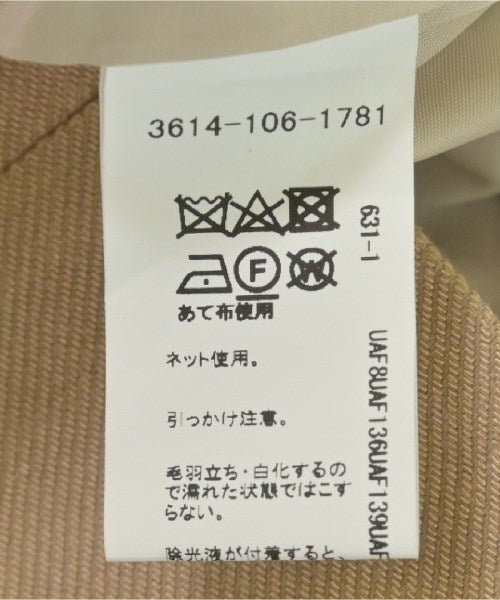 3614-106-1781
F
W
あて布使用
ネット使用。
引っかけ注意。
毛羽立ち・白化するの
で濡れた状態ではこす
らない。
除光液が付着すると、
631-1
UAF8UAF136UAF139UAF